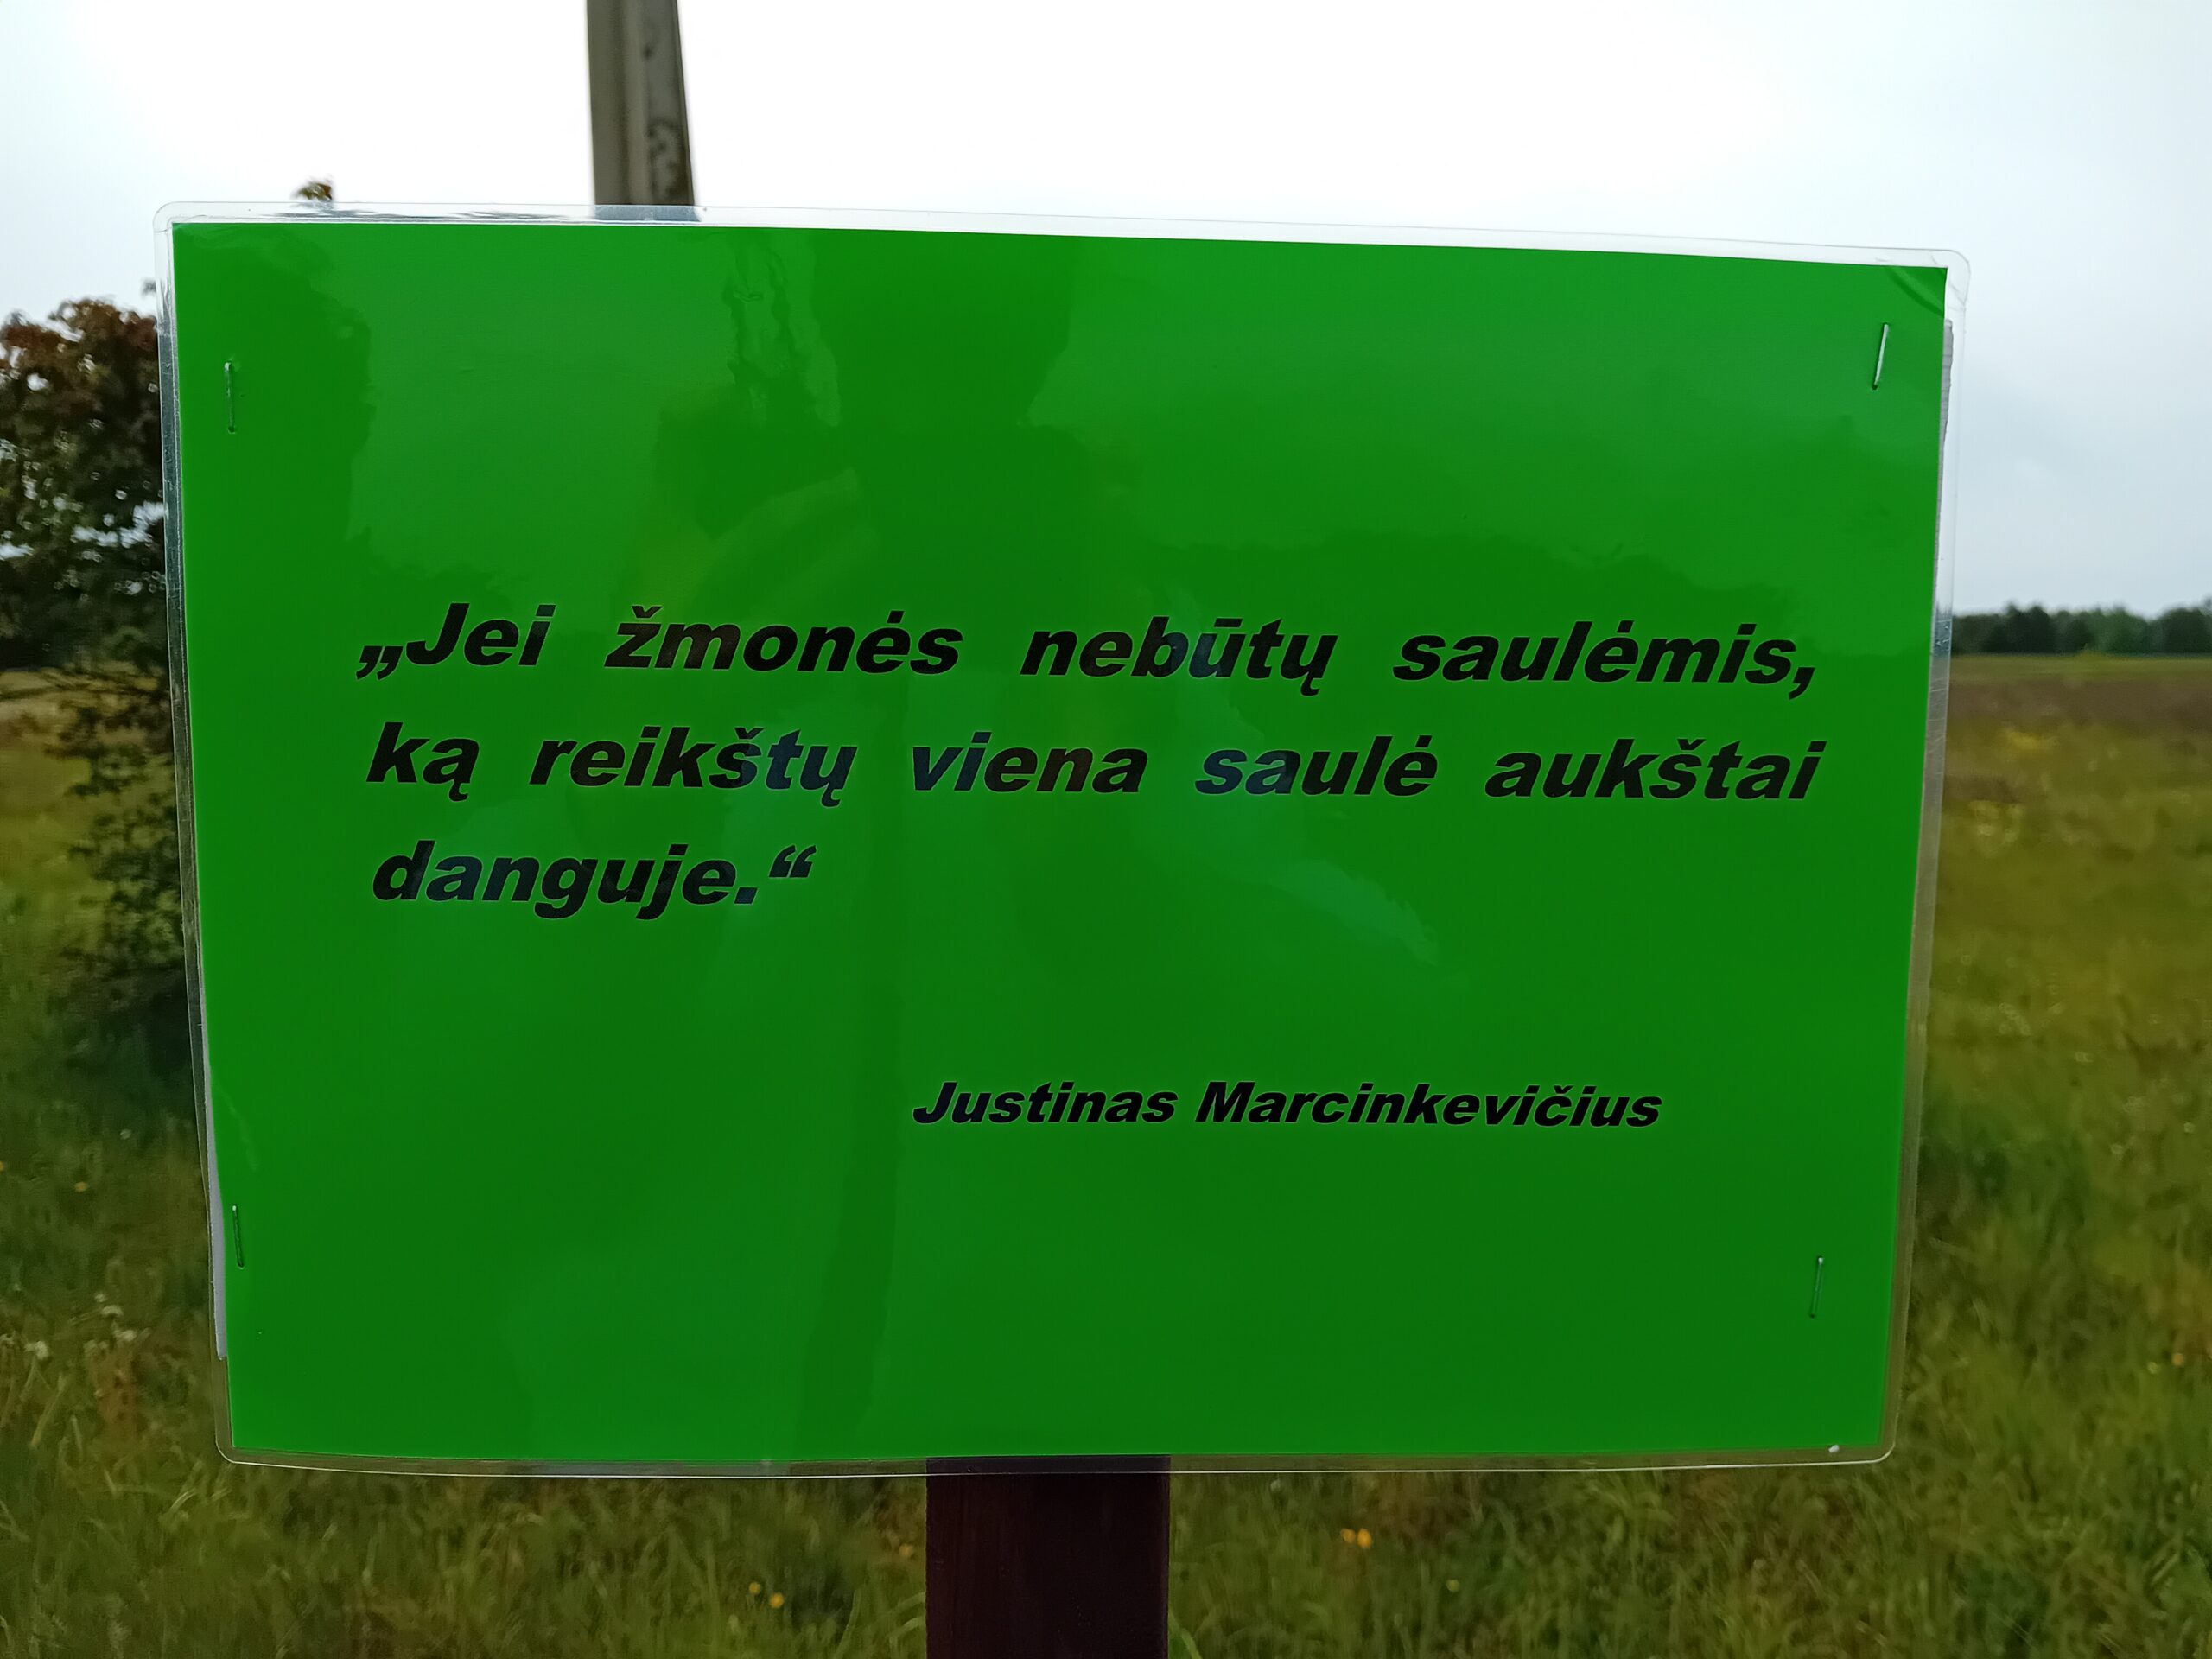 „Jei žmonės nebūtų saulėmis,
ką reikštų viena saulė aukštai
danguje.“
Justinas Marcinkevičius